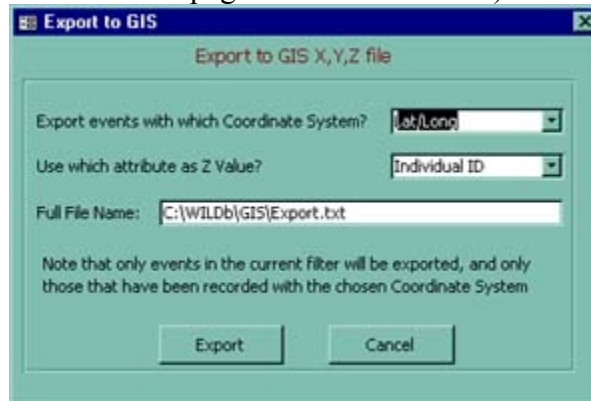 Export to GIS
Export to GIS X,Y,Z file
Export events with which Coordinate System? Lat/Long
Use which attribute as Z Value? Individual ID
Full File Name: C:\WILDb\GIS\Export.txt
Note that only events in the current filter will be exported, and only
those that have been recorded with the chosen Coordinate System
Export Cancel